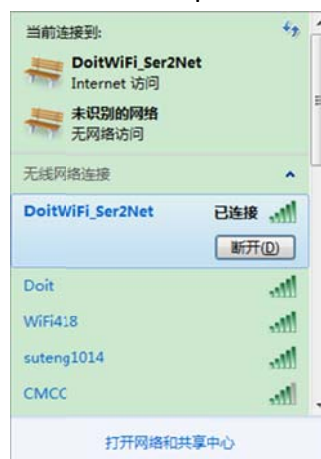 当前连接到:
DoitWiFi_Ser2Net
Internet 访问
未识别的网络
无网络访问
无线网络连接
DoitWiFi_Ser2Net 已连接
断开(D)
Doit
WiFi418
suteng1014
CMCC
打开网络和共享中心